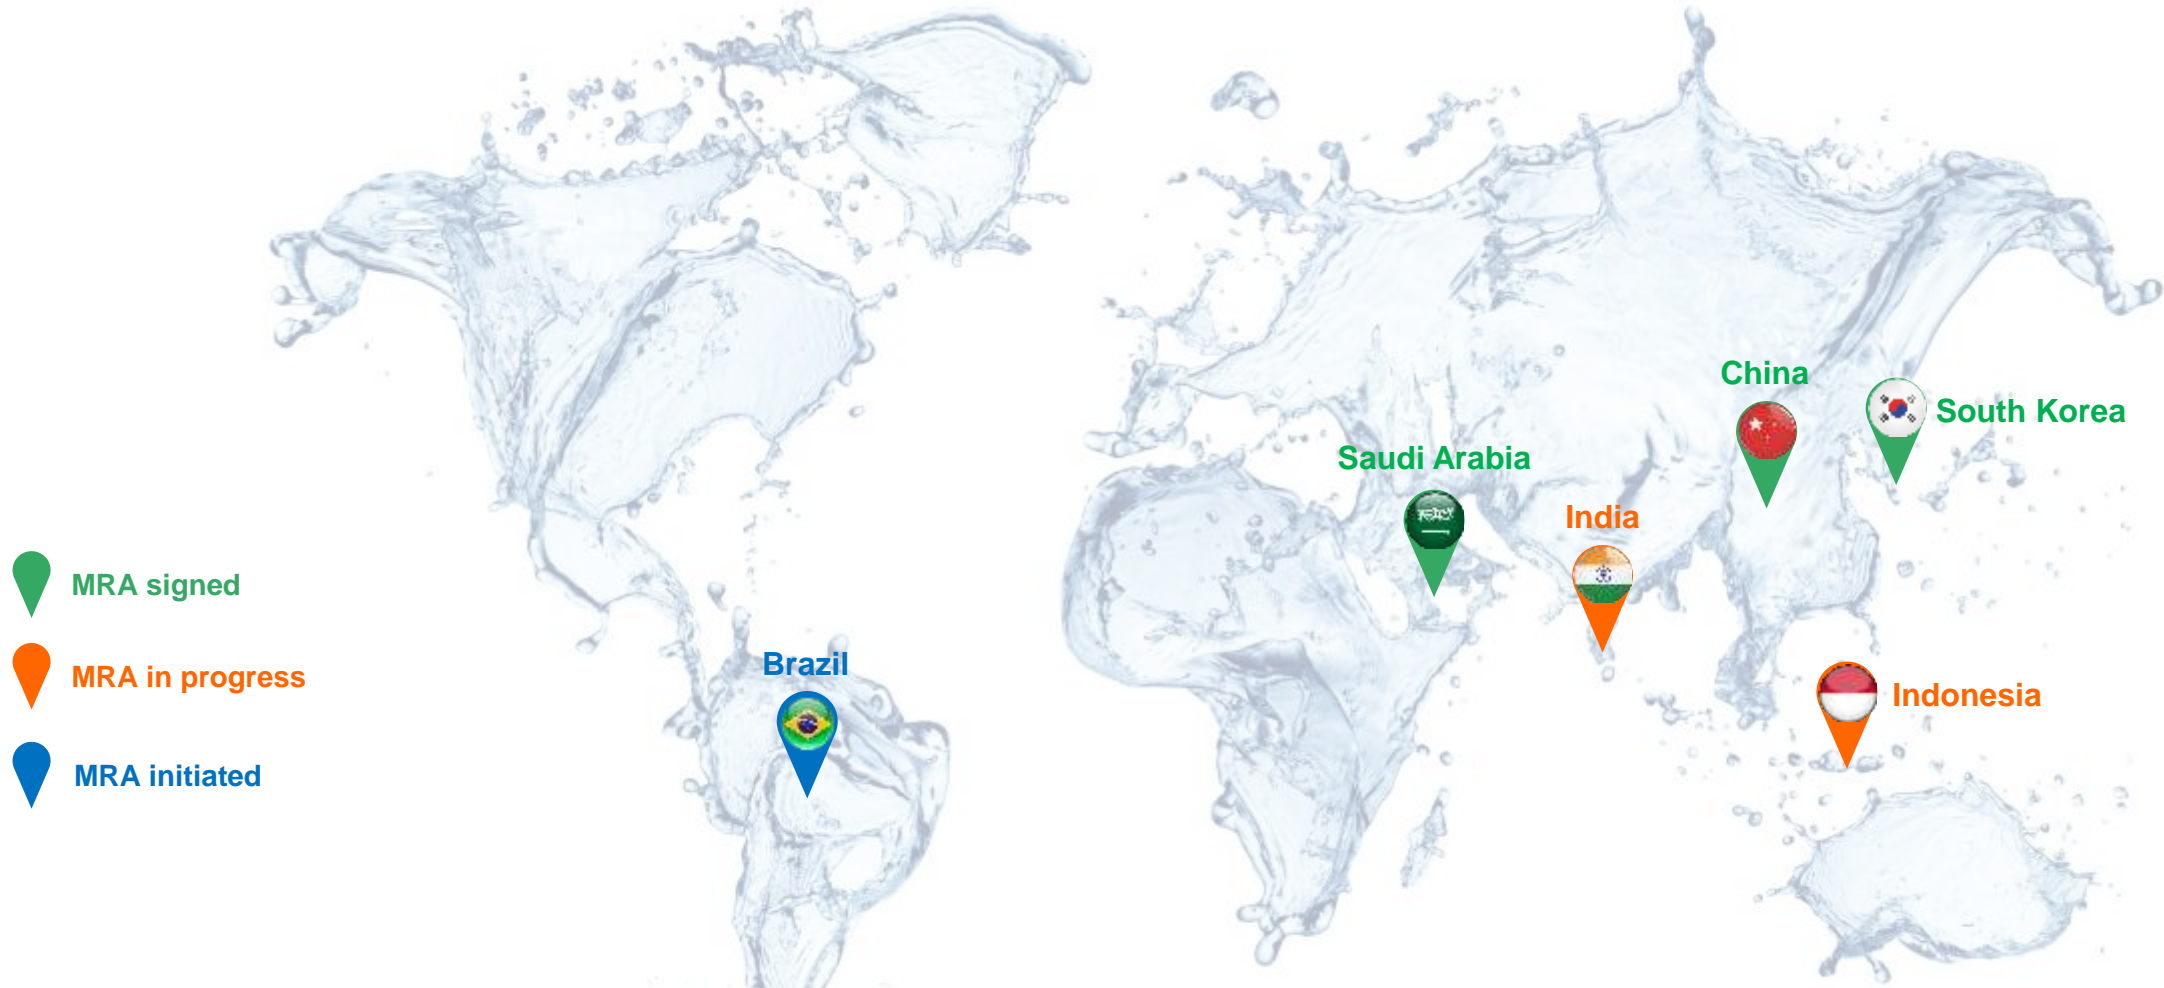 China
South Korea
Saudi Arabia
India
MRA signed
Brazil
MRA in progress
Indonesia
MRA initiated